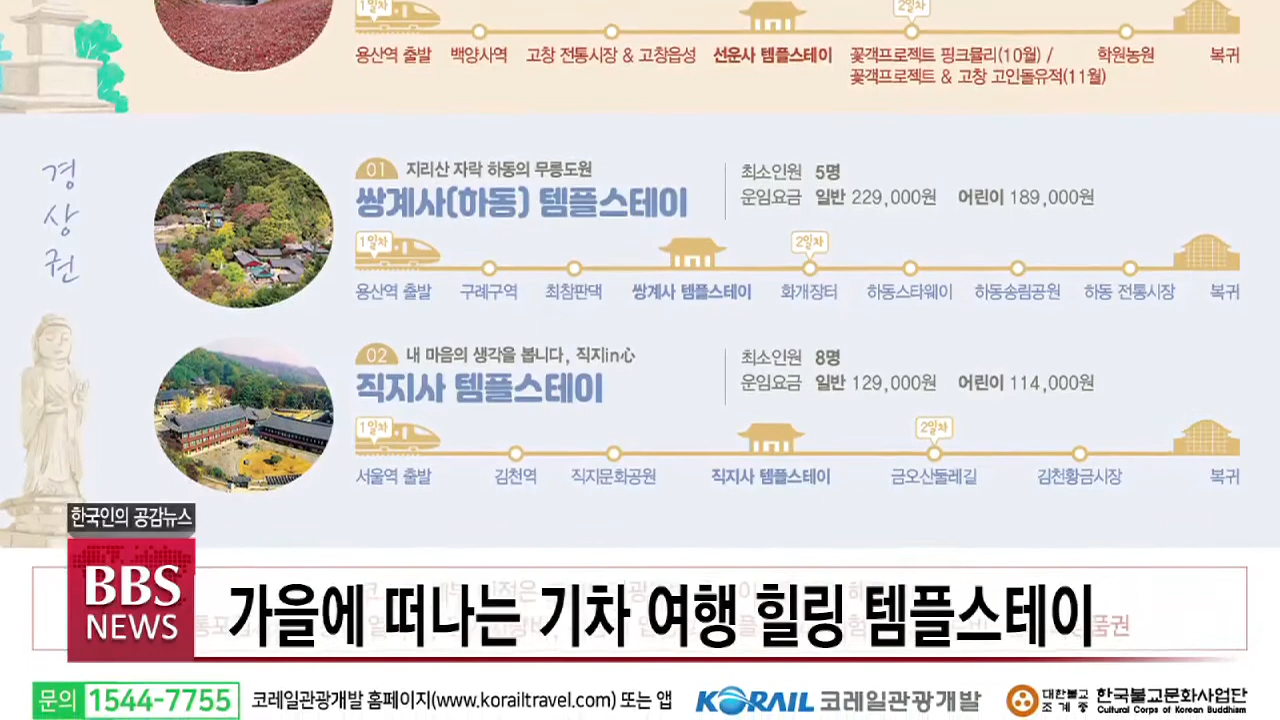 1일차
2일차
용산역 출발 백양사역 고창 전통시장 & 고창읍성 선운사 템플스테이 꽃객프로젝트 핑크뮬리(10월) / 학원농원 복귀
꽃객프로젝트 & 고창 고인돌유적(11월)
경상권
01 지리산 자락 하동의 무릉도원
쌍계사(하동) 템플스테이
최소인원 5명
운임요금 일반 229,000원 어린이 189,000원
1일차
2일차
용산역 출발 구례구역 최참판댁 쌍계사 템플스테이 화개장터 하동스타웨이 하동송림공원 하동 전통시장 복귀
02 내 마음의 생각을 봅니다, 직지in心
직지사 템플스테이
최소인원 8명
운임요금 일반 129,000원 어린이 114,000원
1일차
2일차
서울역 출발 김천역 직지문화공원 직지사 템플스테이 금오산둘레길 김천황금시장 복귀
한국인의 공감뉴스
BBS
NEWS
가을에 떠나는 기차 여행 힐링 템플스테이
품권
문의 1544-7755 코레일관광개발 홈페이지(www.korailtravel.com) 또는 앱
KORAIL 코레일관광개발
대한불교
조계종
한국불교문화사업단
Cultural Corps of Korean Buddhism